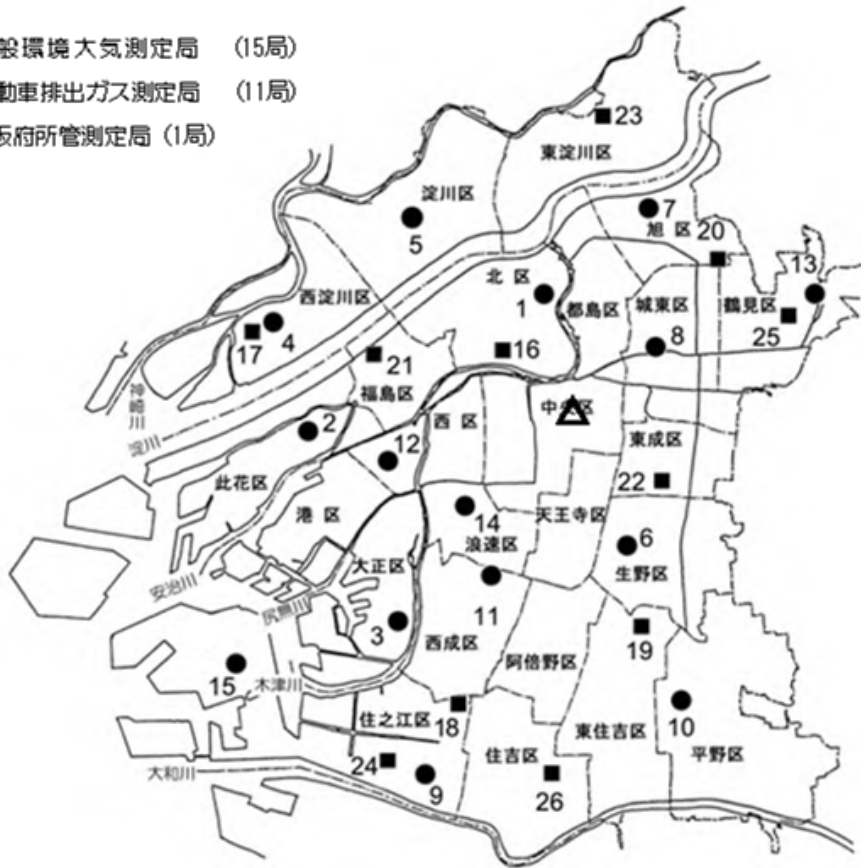 般環境大気測定局 (15局)
動車排出ガス測定局 (11局)
阪府所管測定局 (1局)
23
東淀川区
淀川区
5
7
旭区
20
13
北区
1
西淀川区
都島区
城東区
鶴見区
17
4
21
16
8
25
神崎川
福島区
淀川
2
西区
中央区
12
東成区
此花区
22
港区
14
浪速区
天王寺区
6
生野区
安治川
大正区
尻無川
11
3
西成区
19
阿倍野区
15
木津川
住之江区
18
東住吉区
10
平野区
大和川
24
9
住吉区
26